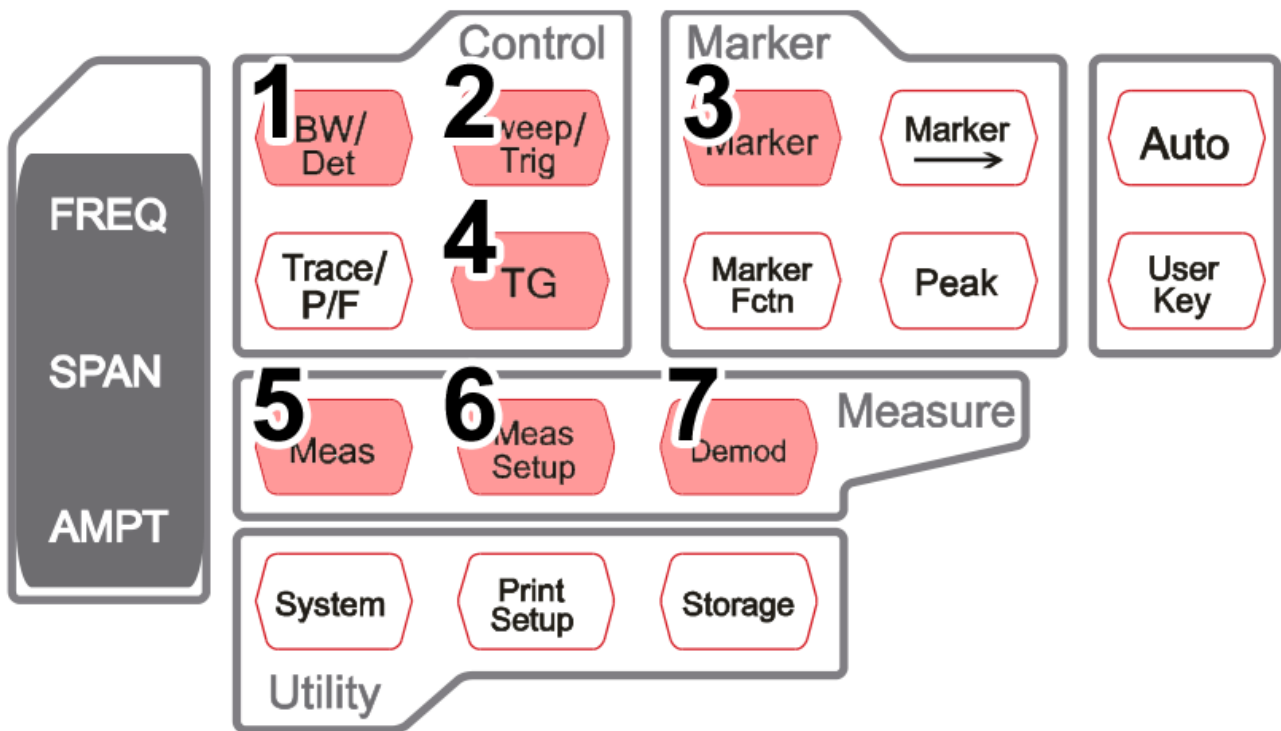 Control
Marker
1
BW/
Det
2
weep/
Trig
3
Marker
Marker
Auto
FREQ
Trace/
P/F
4
TG
Marker
Fctn
Peak
User
Key
SPAN
5
Meas
6
Meas
Setup
7
Demod
Measure
AMPT
System
Print
Setup
Storage
Utility